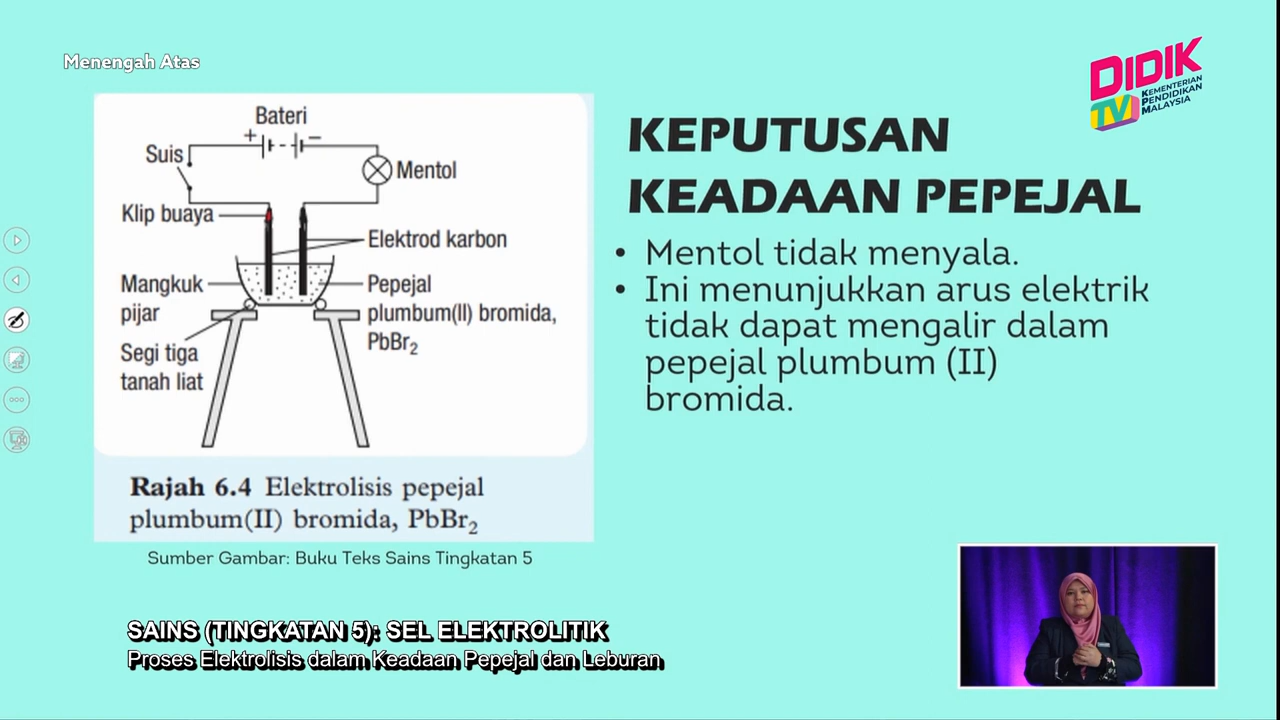 Menengah Atas
DIDIK
TV
KEMENTERIAN
PENDIDIKAN
MALAYSIA
Bateri
+
−
Suis
Mentol
Klip buaya
Elektrod karbon
Mangkuk
pijar
Pepejal
plumbum(II) bromida,
PbBr₂
Segi tiga
tanah liat
Rajah 6.4 Elektrolisis pepejal
plumbum(II) bromida, PbBr₂
Sumber Gambar: Buku Teks Sains Tingkatan 5
KEPUTUSAN
KEADAAN PEPEJAL
• Mentol tidak menyala.
• Ini menunjukkan arus elektrik
tidak dapat mengalir dalam
pepejal plumbum (II)
bromida.
SAINS (TINGKATAN 5): SEL ELEKTROLITIK
Proses Elektrolisis dalam Keadaan Pepejal dan Leburan